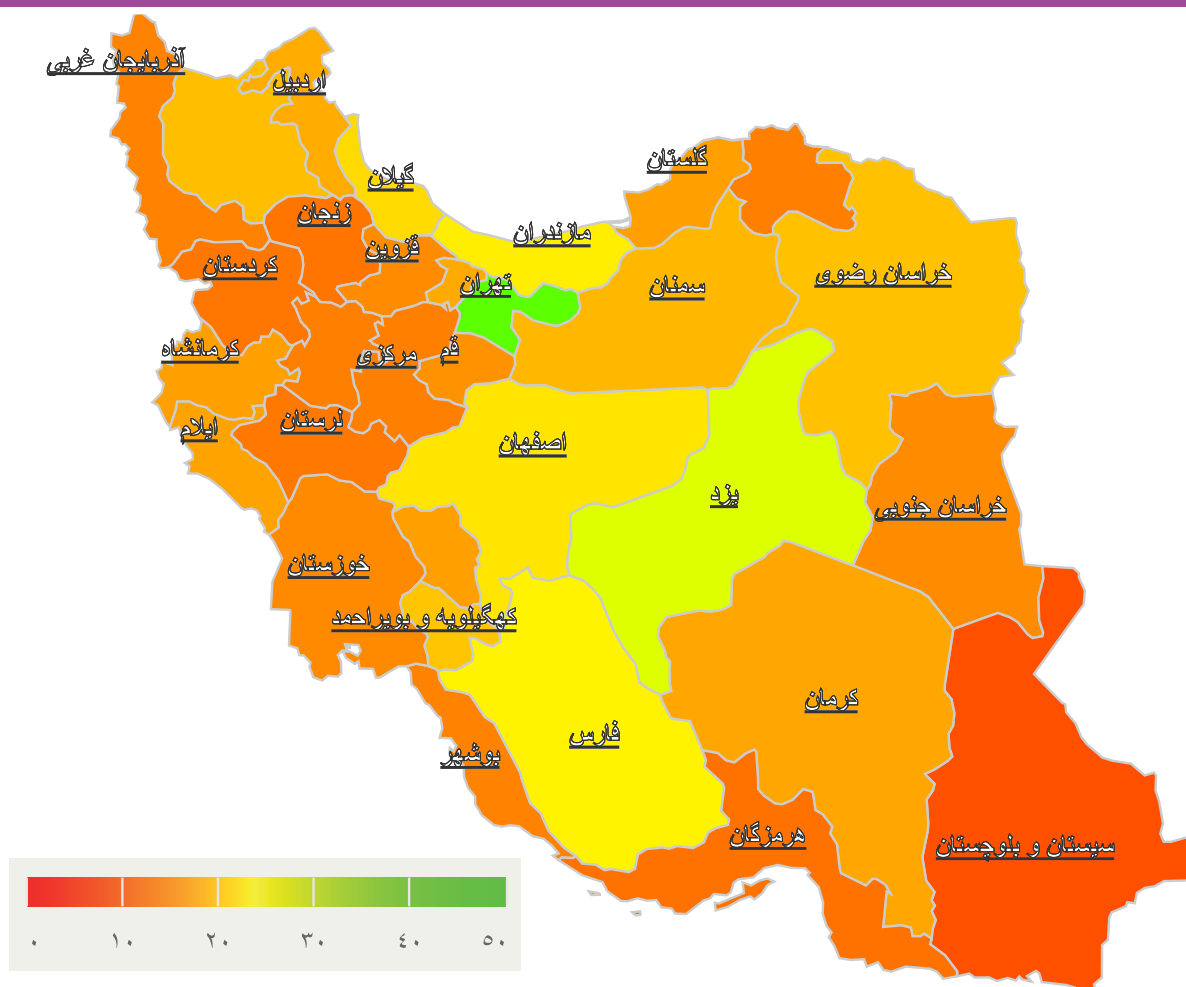 آذربایجان غربی
اردبیل
گلستان
گیلان
زنجان
مازندران
قزوین
کردستان
خراسان رضوی
تهران
سمنان
کرمانشاه
مرکزی
قم
لرستان
ایلام
اصفهان
یزد
خراسان جنوبی
خوزستان
کهگیلویه و بویراحمد
کرمان
فارس
بوشهر
هرمزگان
سیستان و بلوچستان
۰ ۱۰ ۲۰ ۳۰ ٤۰ ۵۰